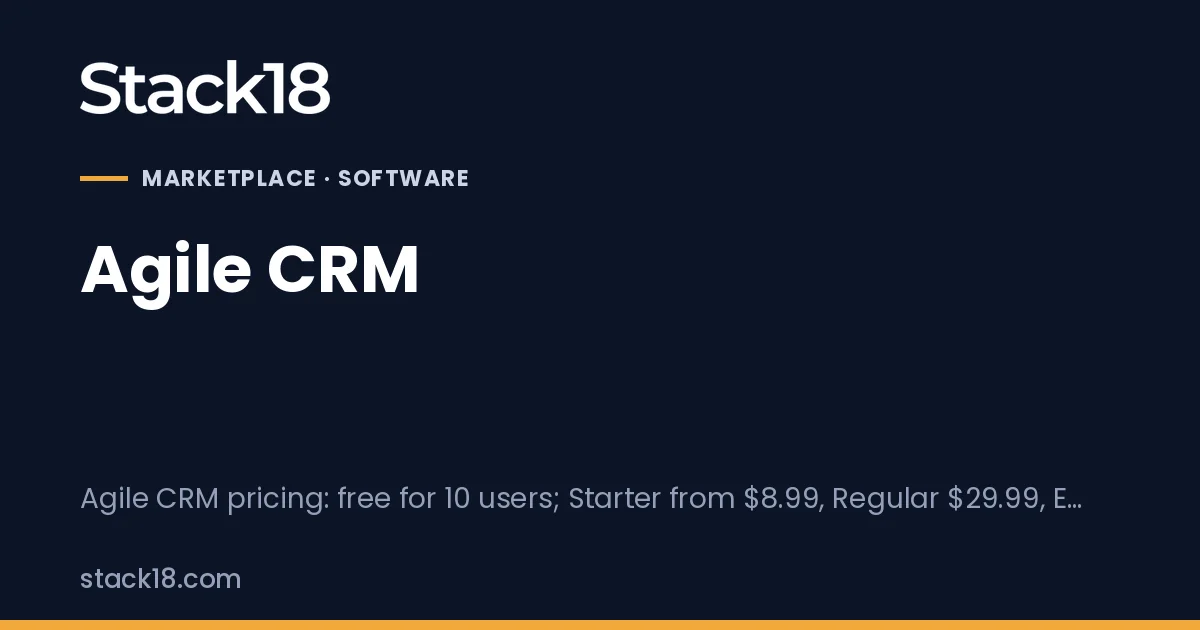 Stack18
MARKETPLACE · SOFTWARE
Agile CRM
Agile CRM pricing: free for 10 users; Starter from $8.99, Regular $29.99, E...
stack18.com